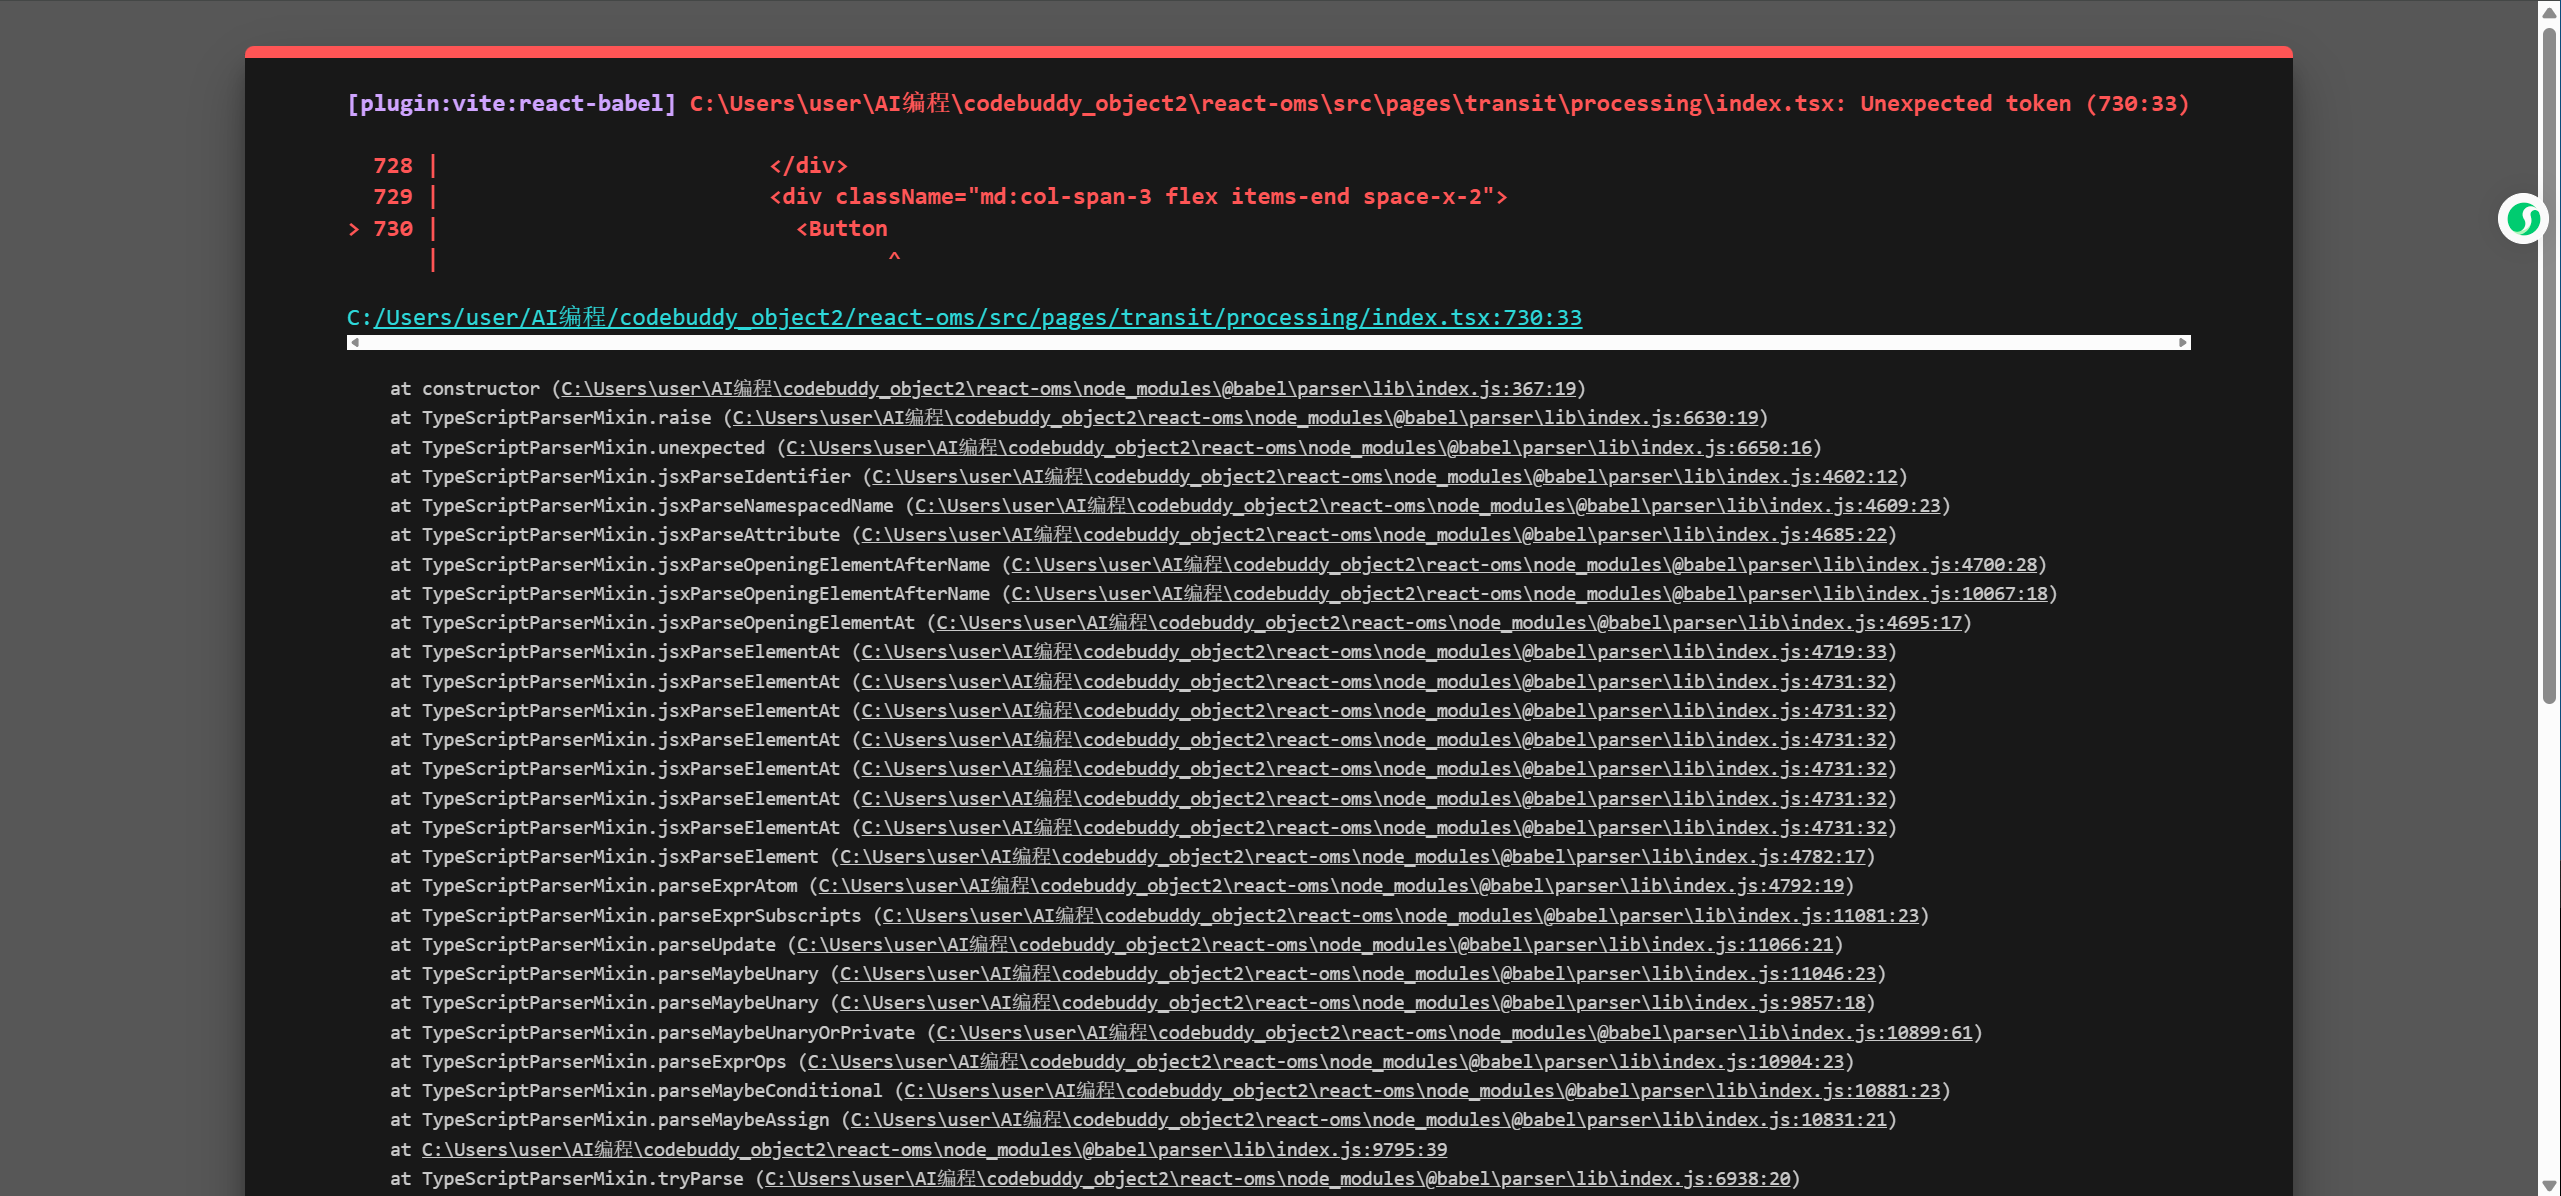 [plugin:vite:react-babel] C:\Users\user\AI编程\codebuddy_object2\react-oms\src\pages\transit\processing\index.tsx: Unexpected token (730:33)
  728 |                         </div>
  729 |                         <div className="md:col-span-3 flex items-end space-x-2">
> 730 |                           <Button
      |                                  ^
C:/Users/user/AI编程/codebuddy_object2/react-oms/src/pages/transit/processing/index.tsx:730:33
at constructor (C:\Users\user\AI编程\codebuddy_object2\react-oms\node_modules\@babel\parser\lib\index.js:367:19)
at TypeScriptParserMixin.raise (C:\Users\user\AI编程\codebuddy_object2\react-oms\node_modules\@babel\parser\lib\index.js:6630:19)
at TypeScriptParserMixin.unexpected (C:\Users\user\AI编程\codebuddy_object2\react-oms\node_modules\@babel\parser\lib\index.js:6650:16)
at TypeScriptParserMixin.jsxParseIdentifier (C:\Users\user\AI编程\codebuddy_object2\react-oms\node_modules\@babel\parser\lib\index.js:4602:12)
at TypeScriptParserMixin.jsxParseNamespacedName (C:\Users\user\AI编程\codebuddy_object2\react-oms\node_modules\@babel\parser\lib\index.js:4609:23)
at TypeScriptParserMixin.jsxParseAttribute (C:\Users\user\AI编程\codebuddy_object2\react-oms\node_modules\@babel\parser\lib\index.js:4685:22)
at TypeScriptParserMixin.jsxParseOpeningElementAfterName (C:\Users\user\AI编程\codebuddy_object2\react-oms\node_modules\@babel\parser\lib\index.js:4700:28)
at TypeScriptParserMixin.jsxParseOpeningElementAfterName (C:\Users\user\AI编程\codebuddy_object2\react-oms\node_modules\@babel\parser\lib\index.js:10067:18)
at TypeScriptParserMixin.jsxParseOpeningElementAt (C:\Users\user\AI编程\codebuddy_object2\react-oms\node_modules\@babel\parser\lib\index.js:4695:17)
at TypeScriptParserMixin.jsxParseElementAt (C:\Users\user\AI编程\codebuddy_object2\react-oms\node_modules\@babel\parser\lib\index.js:4719:33)
at TypeScriptParserMixin.jsxParseElementAt (C:\Users\user\AI编程\codebuddy_object2\react-oms\node_modules\@babel\parser\lib\index.js:4731:32)
at TypeScriptParserMixin.jsxParseElementAt (C:\Users\user\AI编程\codebuddy_object2\react-oms\node_modules\@babel\parser\lib\index.js:4731:32)
at TypeScriptParserMixin.jsxParseElementAt (C:\Users\user\AI编程\codebuddy_object2\react-oms\node_modules\@babel\parser\lib\index.js:4731:32)
at TypeScriptParserMixin.jsxParseElementAt (C:\Users\user\AI编程\codebuddy_object2\react-oms\node_modules\@babel\parser\lib\index.js:4731:32)
at TypeScriptParserMixin.jsxParseElementAt (C:\Users\user\AI编程\codebuddy_object2\react-oms\node_modules\@babel\parser\lib\index.js:4731:32)
at TypeScriptParserMixin.jsxParseElementAt (C:\Users\user\AI编程\codebuddy_object2\react-oms\node_modules\@babel\parser\lib\index.js:4731:32)
at TypeScriptParserMixin.jsxParseElement (C:\Users\user\AI编程\codebuddy_object2\react-oms\node_modules\@babel\parser\lib\index.js:4782:17)
at TypeScriptParserMixin.parseExprAtom (C:\Users\user\AI编程\codebuddy_object2\react-oms\node_modules\@babel\parser\lib\index.js:4792:19)
at TypeScriptParserMixin.parseExprSubscripts (C:\Users\user\AI编程\codebuddy_object2\react-oms\node_modules\@babel\parser\lib\index.js:11081:23)
at TypeScriptParserMixin.parseUpdate (C:\Users\user\AI编程\codebuddy_object2\react-oms\node_modules\@babel\parser\lib\index.js:11066:21)
at TypeScriptParserMixin.parseMaybeUnary (C:\Users\user\AI编程\codebuddy_object2\react-oms\node_modules\@babel\parser\lib\index.js:11046:23)
at TypeScriptParserMixin.parseMaybeUnary (C:\Users\user\AI编程\codebuddy_object2\react-oms\node_modules\@babel\parser\lib\index.js:9857:18)
at TypeScriptParserMixin.parseMaybeUnaryOrPrivate (C:\Users\user\AI编程\codebuddy_object2\react-oms\node_modules\@babel\parser\lib\index.js:10899:61)
at TypeScriptParserMixin.parseExprOps (C:\Users\user\AI编程\codebuddy_object2\react-oms\node_modules\@babel\parser\lib\index.js:10904:23)
at TypeScriptParserMixin.parseMaybeConditional (C:\Users\user\AI编程\codebuddy_object2\react-oms\node_modules\@babel\parser\lib\index.js:10881:23)
at TypeScriptParserMixin.parseMaybeAssign (C:\Users\user\AI编程\codebuddy_object2\react-oms\node_modules\@babel\parser\lib\index.js:10831:21)
at C:\Users\user\AI编程\codebuddy_object2\react-oms\node_modules\@babel\parser\lib\index.js:9795:39
at TypeScriptParserMixin.tryParse (C:\Users\user\AI编程\codebuddy_object2\react-oms\node_modules\@babel\parser\lib\index.js:6938:20)